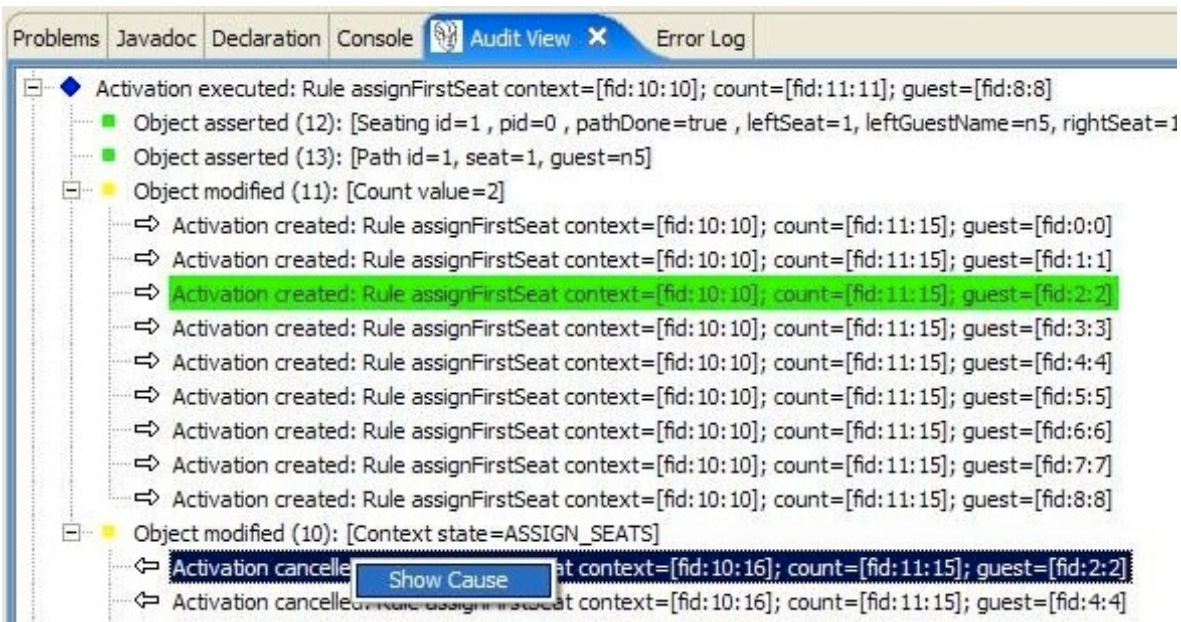 Problems Javadoc Declaration Console Audit View Error Log
Activation executed: Rule assignFirstSeat context=[fid:10:10]; count=[fid:11:11]; guest=[fid:8:8]
Object asserted (12): [Seating id=1 , pid=0 , pathDone=true , leftSeat=1, leftGuestName=n5, rightSeat=1
Object asserted (13): [Path id=1, seat=1, guest=n5]
Object modified (11): [Count value=2]
Activation created: Rule assignFirstSeat context=[fid:10:10]; count=[fid:11:15]; guest=[fid:0:0]
Activation created: Rule assignFirstSeat context=[fid:10:10]; count=[fid:11:15]; guest=[fid:1:1]
Activation created: Rule assignFirstSeat context=[fid:10:10]; count=[fid:11:15]; guest=[fid:2:2]
Activation created: Rule assignFirstSeat context=[fid:10:10]; count=[fid:11:15]; guest=[fid:3:3]
Activation created: Rule assignFirstSeat context=[fid:10:10]; count=[fid:11:15]; guest=[fid:4:4]
Activation created: Rule assignFirstSeat context=[fid:10:10]; count=[fid:11:15]; guest=[fid:5:5]
Activation created: Rule assignFirstSeat context=[fid:10:10]; count=[fid:11:15]; guest=[fid:6:6]
Activation created: Rule assignFirstSeat context=[fid:10:10]; count=[fid:11:15]; guest=[fid:7:7]
Activation created: Rule assignFirstSeat context=[fid:10:10]; count=[fid:11:15]; guest=[fid:8:8]
Object modified (10): [Context state=ASSIGN_SEATS]
Activation cancelle Show Cause at context=[fid:10:16]; count=[fid:11:15]; guest=[fid:2:2]
Activation cancelled: Rule assignFirstSeat context=[fid:10:16]; count=[fid:11:15]; guest=[fid:4:4]